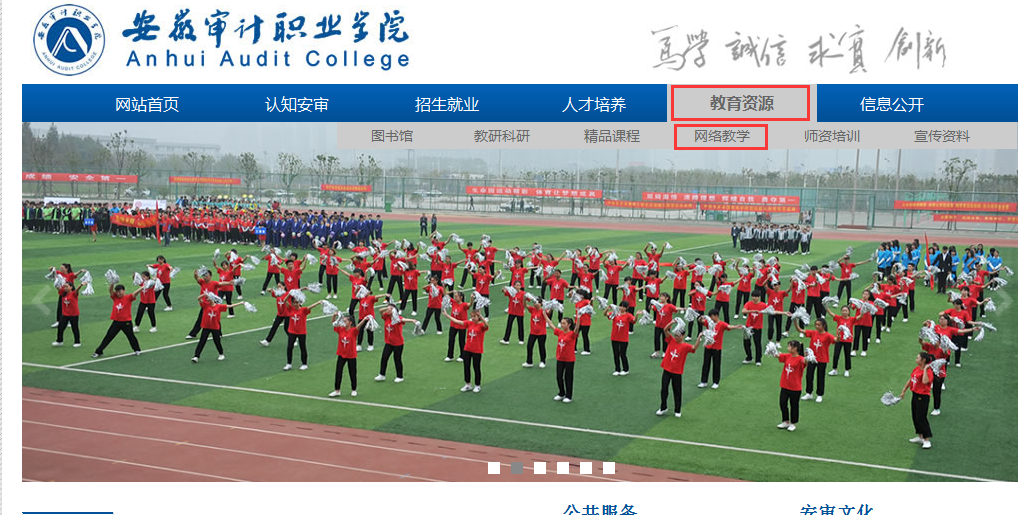 安徽审计职业学院
Anhui Audit College
笃学 诚信 求真 创新
网站首页 认知安审 招生就业 人才培养 教育资源 信息公开
图书馆 教研科研 精品课程 网络教学 师资培训 宣传资料
公共服务 安审文化